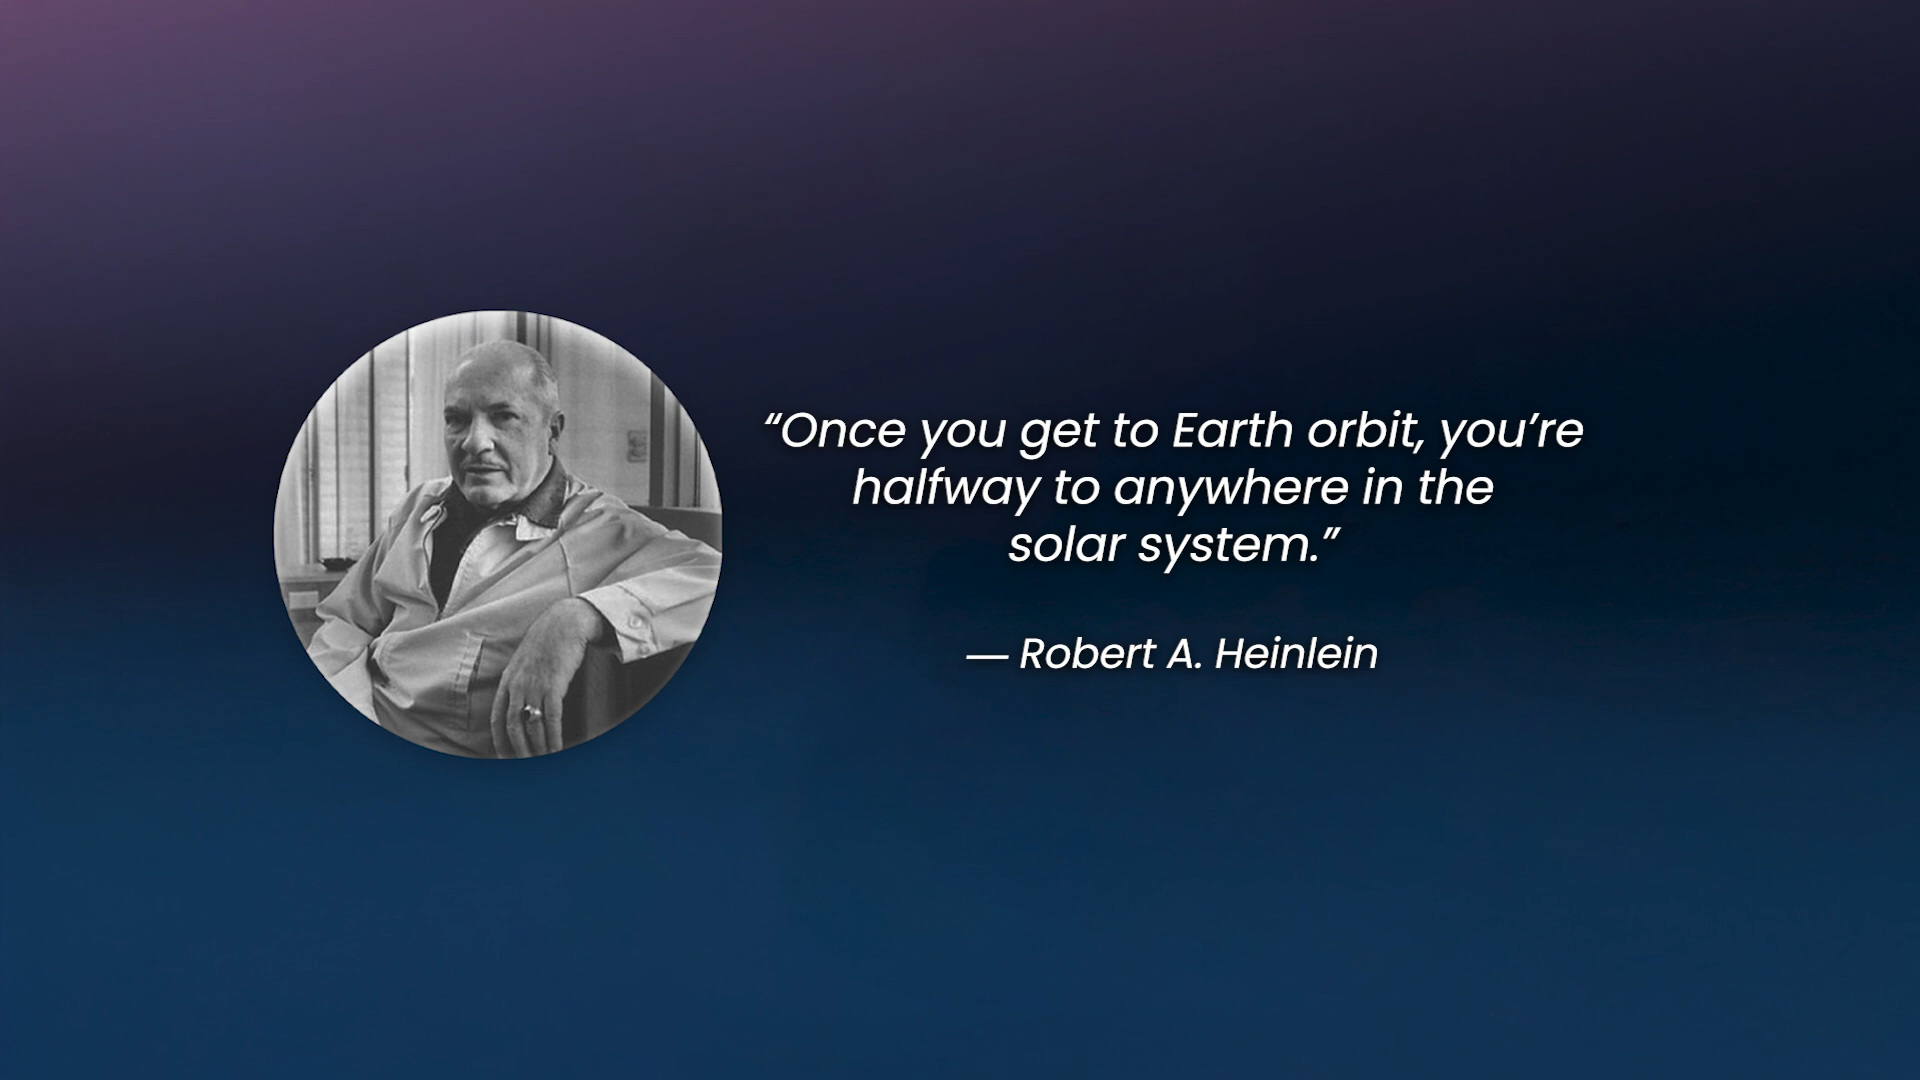 “Once you get to Earth orbit, you’re
halfway to anywhere in the
solar system.”
— Robert A. Heinlein